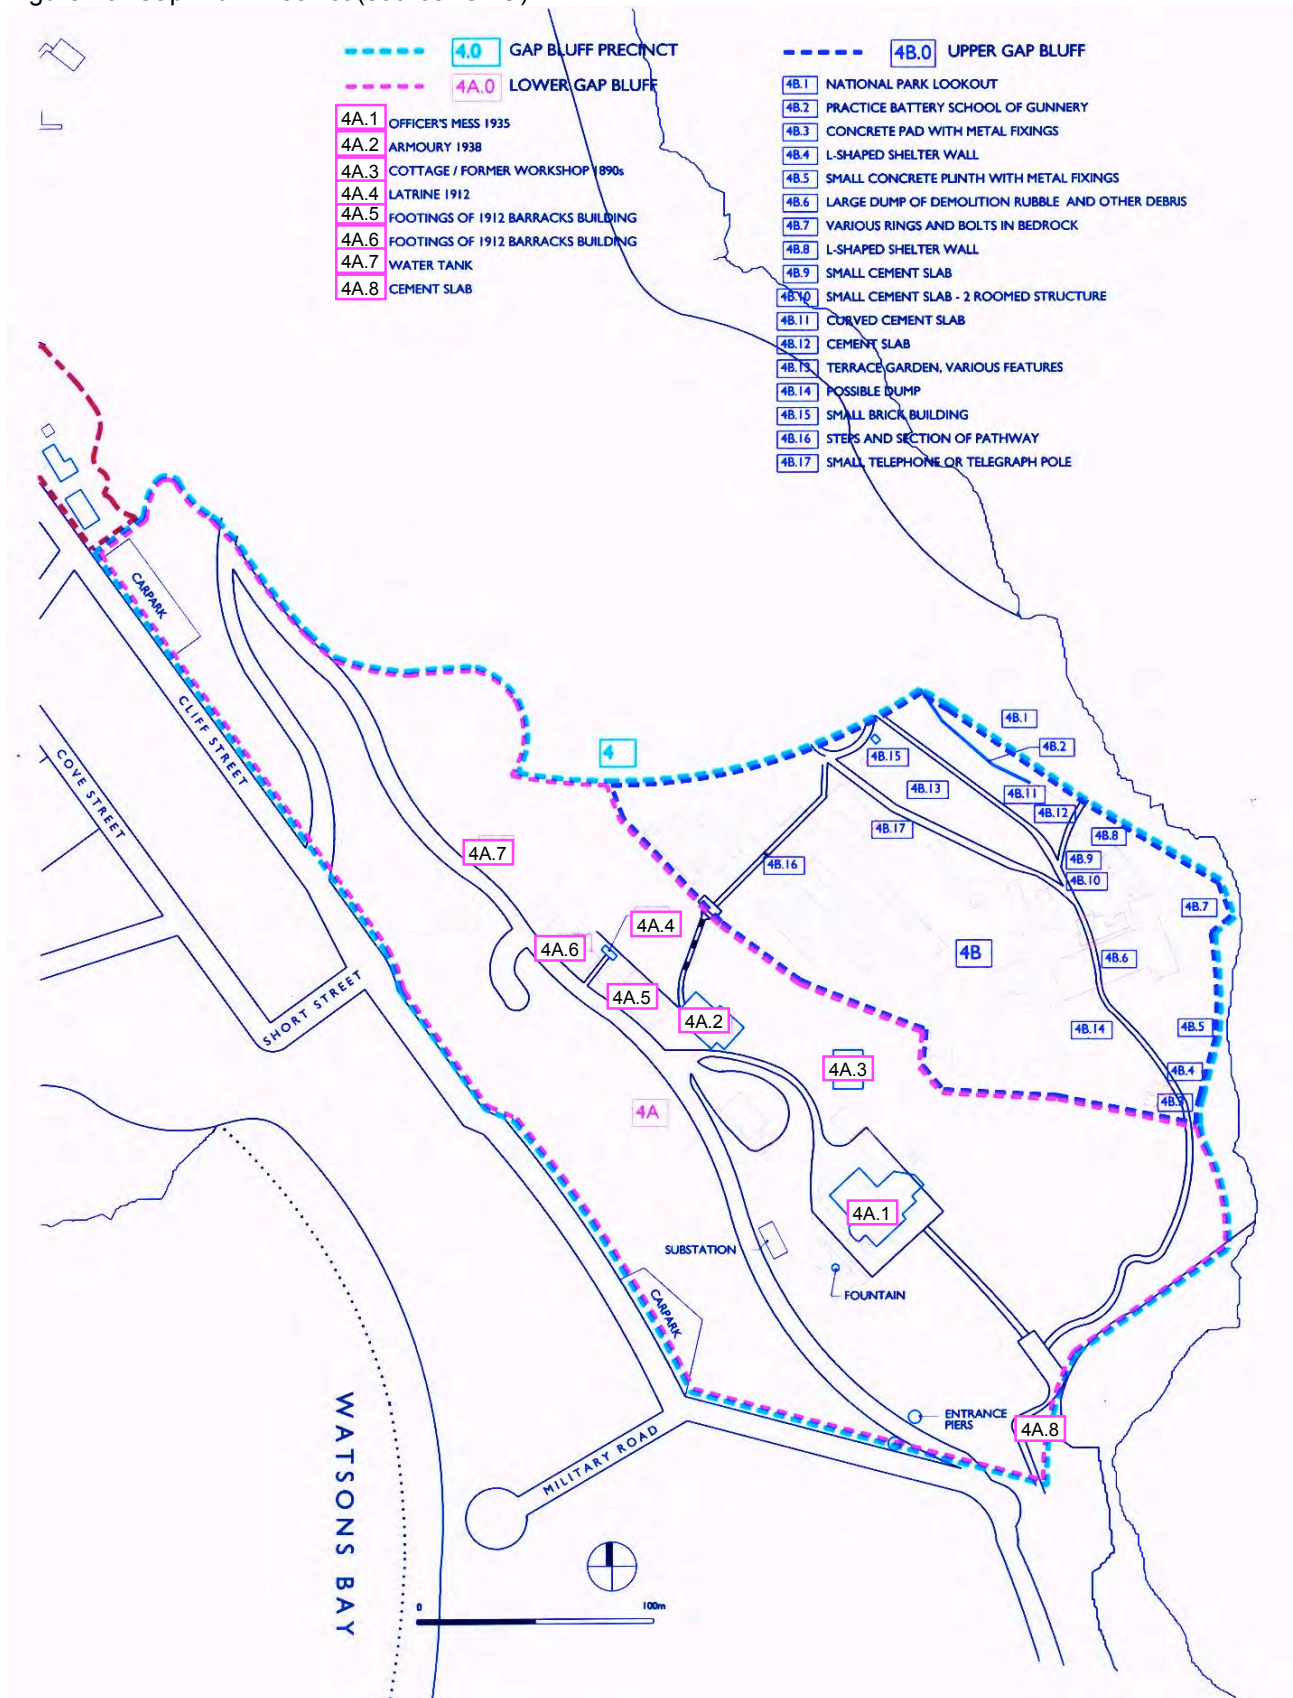 4.0 GAP BLUFF PRECINCT
4A.0 LOWER GAP BLUFF
4A.1 OFFICER'S MESS 1935
4A.2 ARMOURY 1938
4A.3 COTTAGE / FORMER WORKSHOP 1890s
4A.4 LATRINE 1912
4A.5 FOOTINGS OF 1912 BARRACKS BUILDING
4A.6 FOOTINGS OF 1912 BARRACKS BUILDING
4A.7 WATER TANK
4A.8 CEMENT SLAB
4B.0 UPPER GAP BLUFF
4B.1 NATIONAL PARK LOOKOUT
4B.2 PRACTICE BATTERY SCHOOL OF GUNNERY
4B.3 CONCRETE PAD WITH METAL FIXINGS
4B.4 L-SHAPED SHELTER WALL
4B.5 SMALL CONCRETE PLINTH WITH METAL FIXINGS
4B.6 LARGE DUMP OF DEMOLITION RUBBLE AND OTHER DEBRIS
4B.7 VARIOUS RINGS AND BOLTS IN BEDROCK
4B.8 L-SHAPED SHELTER WALL
4B.9 SMALL CEMENT SLAB
4B.10 SMALL CEMENT SLAB - 2 ROOMED STRUCTURE
4B.11 CURVED CEMENT SLAB
4B.12 CEMENT SLAB
4B.13 TERRACE GARDEN, VARIOUS FEATURES
4B.14 POSSIBLE DUMP
4B.15 SMALL BRICK BUILDING
4B.16 STEPS AND SECTION OF PATHWAY
4B.17 SMALL TELEPHONE OR TELEGRAPH POLE
CARPARK
CLIFF STREET
COVE STREET
SHORT STREET
4
4B.1
4B.2
4B.15
4B.13
4B.11
4B.12
4B.17
4B.8
4B.9
4B.10
4B.16
4B.7
4B
4B.6
4B.14
4B.5
4B.4
4B.3
4A.7
4A.4
4A.6
4A.5
4A.2
4A.3
4A
4A.1
SUBSTATION
FOUNTAIN
CARPARK
ENTRANCE
PIERS
4A.8
MILITARY ROAD
WATSONS BAY
0 100m